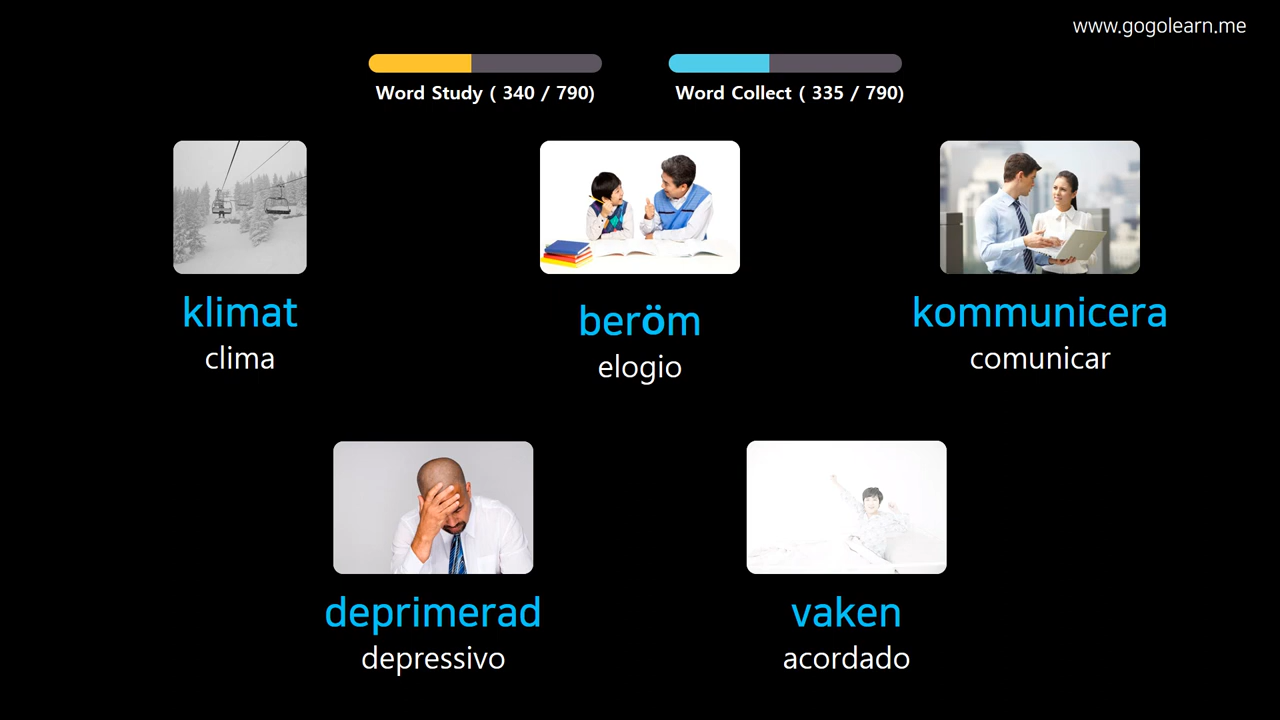 www.gogolearn.me
Word Study ( 340 / 790)
Word Collect ( 335 / 790)
klimat
clima
beröm
elogio
kommunicera
comunicar
deprimerad
depressivo
vaken
acordado